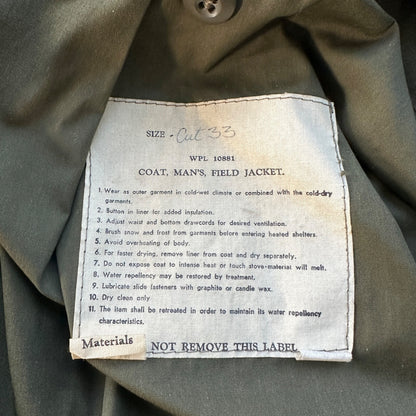 SIZE - Cut 33
WPL 10881
COAT, MAN'S, FIELD JACKET.
1. Wear as outer garment in cold-wet climate or combined with the cold-dry
garments.
2. Button in liner for added insulation.
3. Adjust waist and bottom drawcords for desired ventilation.
4. Brush snow and frost from garments before entering heated shelters.
5. Avoid overheating of body.
6. For faster drying, remove liner from coat and dry separately.
7. Do not expose coat to intense heat or touch stove-material will melt.
8. Water repellency may be restored by treatment.
9. Lubricate slide fasteners with graphite or candle wax.
10. Dry clean only
11. The item shall be retreated in order to maintain its water repellency
characteristics.
Materials NOT REMOVE THIS LABEL